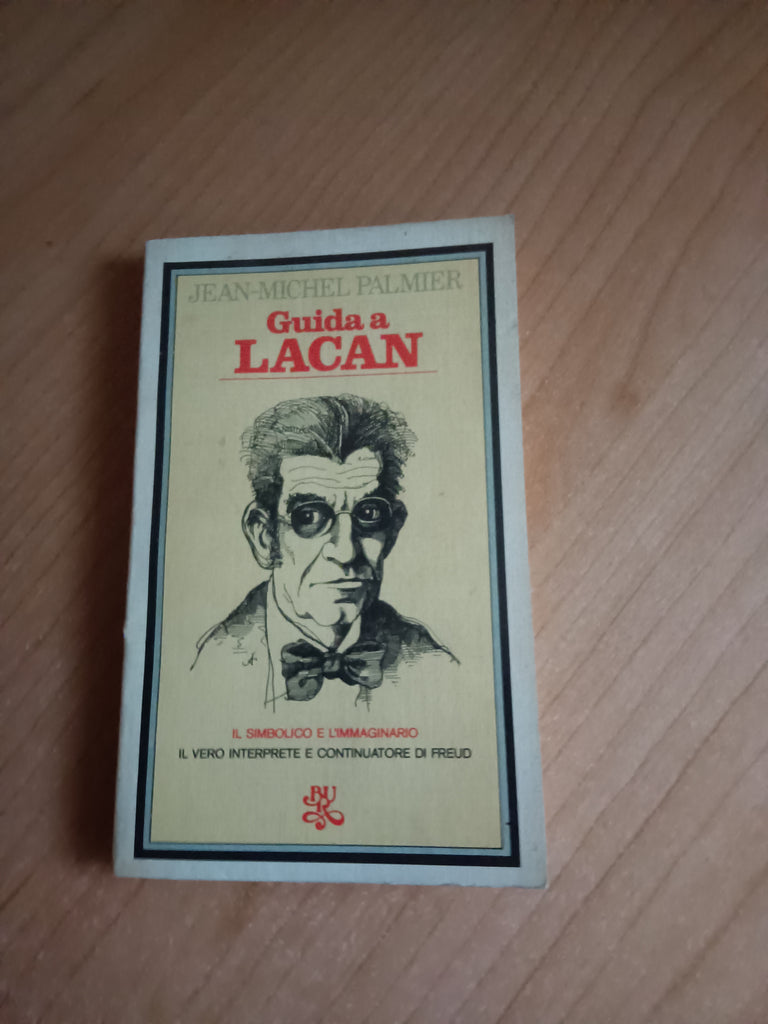 JEAN-MICHEL PALMIER
Guida a
LACAN
IL SIMBOLICO E L'IMMAGINARIO
IL VERO INTERPRETE E CONTINUATORE DI FREUD
BUR